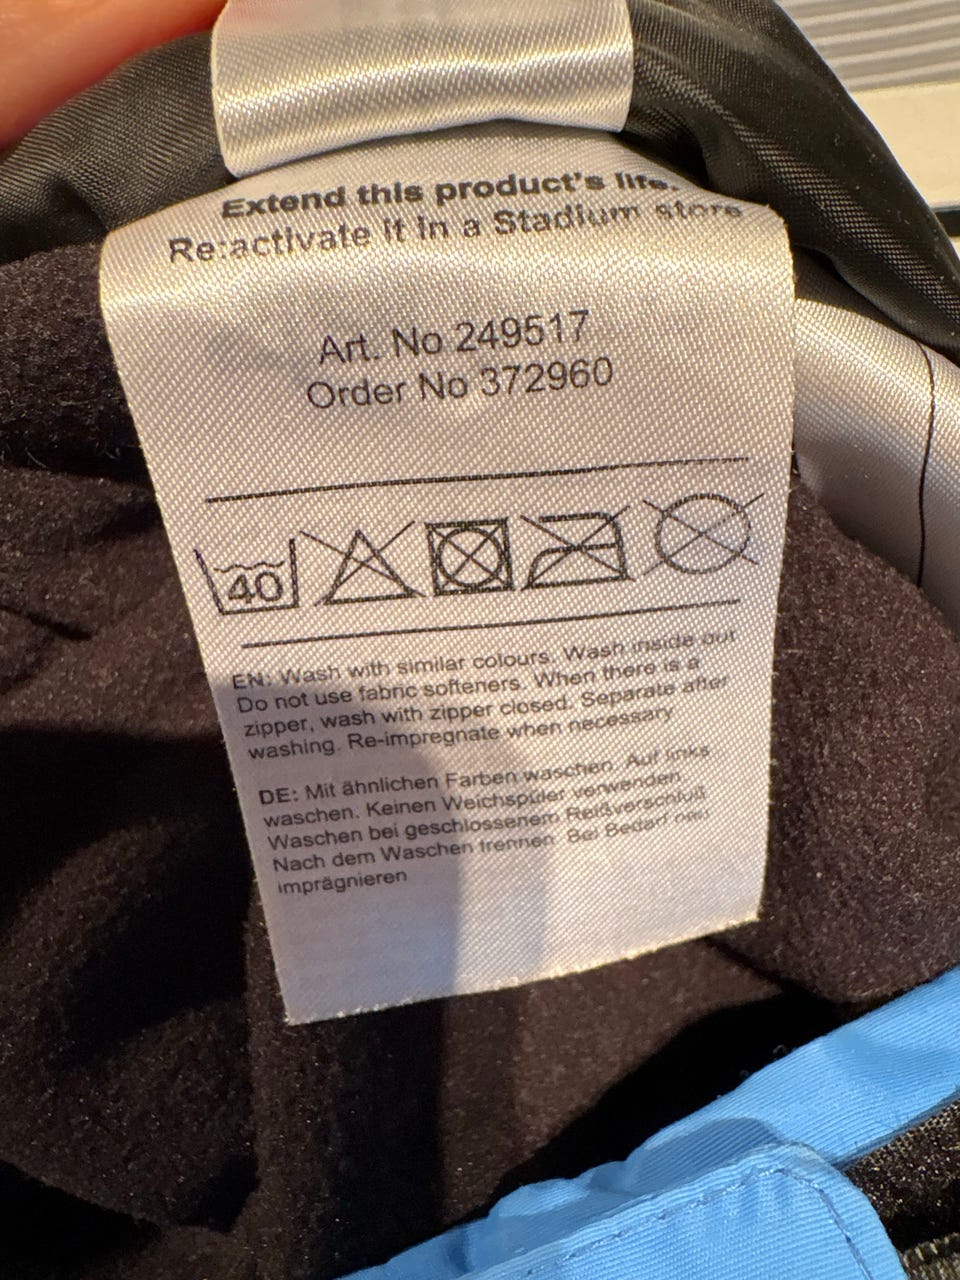 Extend this product's life.
Re:activate it in a Stadium store
Art. No 249517
Order No 372960
40
EN: Wash with similar colours. Wash inside out
Do not use fabric softeners. When there is a
zipper, wash with zipper closed. Separate after
washing. Re-impregnate when necessary
DE: Mit ähnlichen Farben waschen. Auf links
waschen. Keinen Weichspüler verwenden.
Waschen bei geschlossenem Reißverschluß
Nach dem Waschen trennen. Bei Bedarf neu
imprägnieren